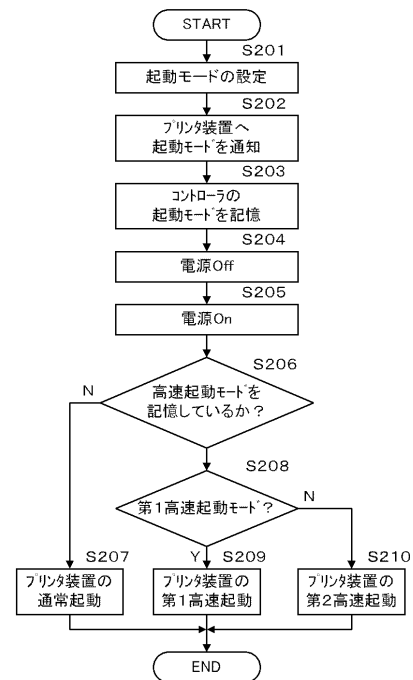 START
S201
起動モードの設定
S202
プリンタ装置へ
起動モードを通知
S203
コントローラの
起動モードを記憶
S204
電源Off
S205
電源On
S206
高速起動モードを
記憶しているか？
N
S208
第1高速起動モード？
N
S207
プリンタ装置の
通常起動
Y
S209
プリンタ装置の
第1高速起動
S210
プリンタ装置の
第2高速起動
END